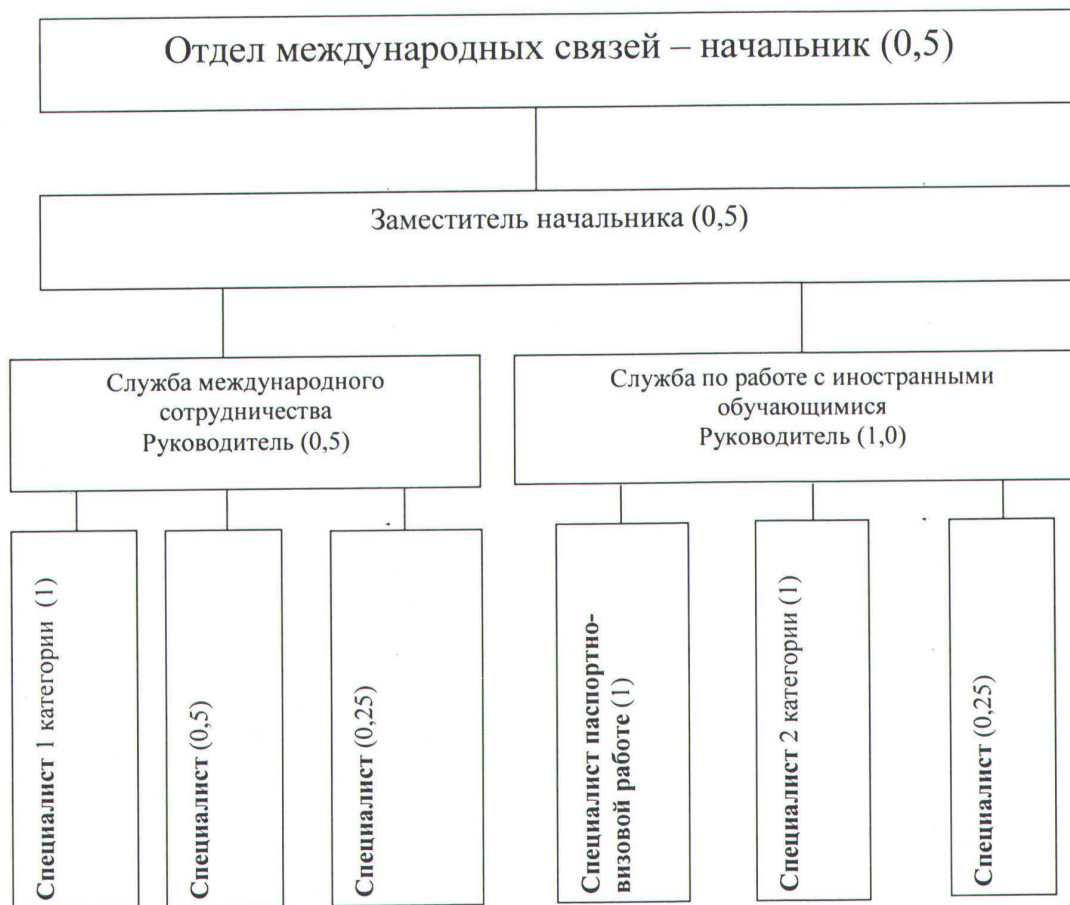 Отдел международных связей – начальник (0,5)
Заместитель начальника (0,5)
Служба международного
сотрудничества
Руководитель (0,5)
Служба по работе с иностранными
обучающимися
Руководитель (1,0)
Специалист 1 категории (1)
Специалист (0,5)
Специалист (0,25)
Специалист паспортно-
визовой работе (1)
Специалист 2 категории (1)
Специалист (0,25)